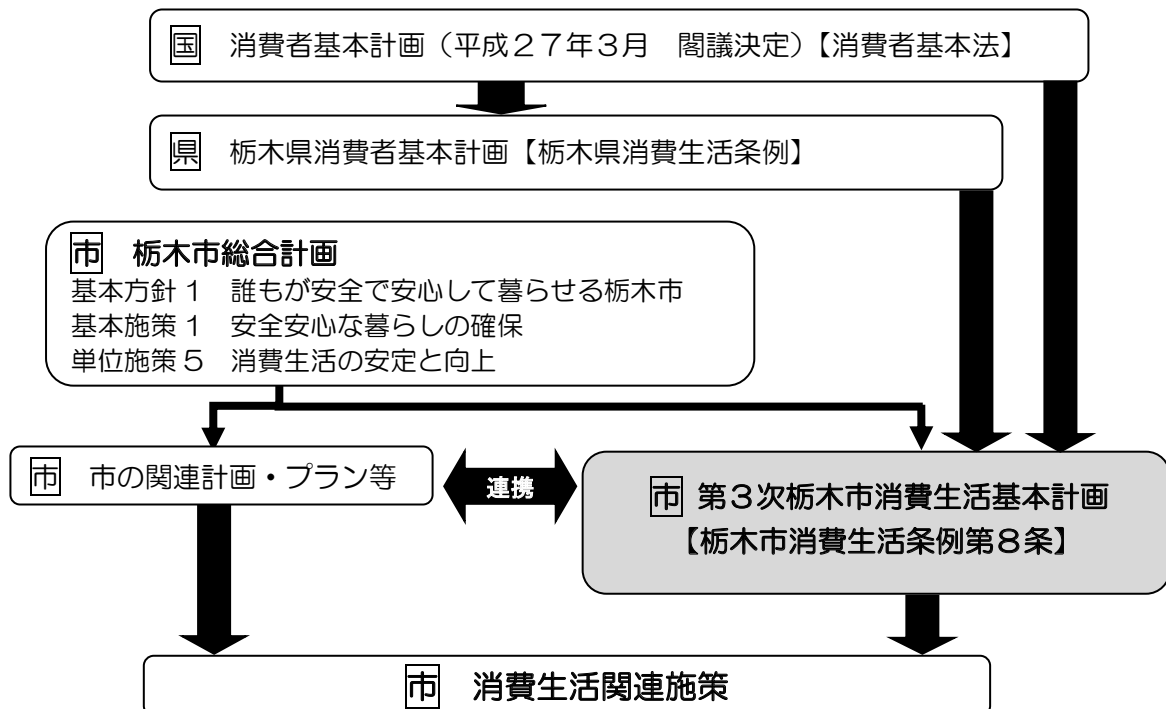 国 消費者基本計画（平成２７年３月 閣議決定）【消費者基本法】
県 栃木県消費者基本計画【栃木県消費生活条例】
市 栃木市総合計画
基本方針１ 誰もが安全で安心して暮らせる栃木市
基本施策１ 安全安心な暮らしの確保
単位施策５ 消費生活の安定と向上
市 市の関連計画・プラン等
連携
市 第３次栃木市消費生活基本計画
【栃木市消費生活条例第８条】
市 消費生活関連施策